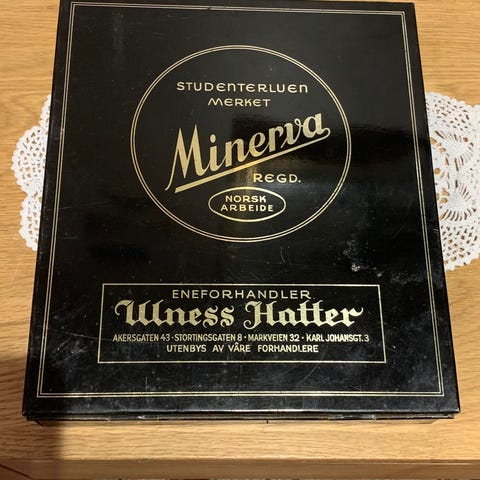 STUDENTERLUEN
MERKET
Minerva
REGD.
NORSK
ARBEIDE
ENEFORHANDLER
Ulness Hatter
AKERSGATEN 43 · STORTINGSGATEN 8 · MARKVEIEN 32 · KARL JOHANSGT. 3
UTENBYS AV VÅRE FORHANDLERE